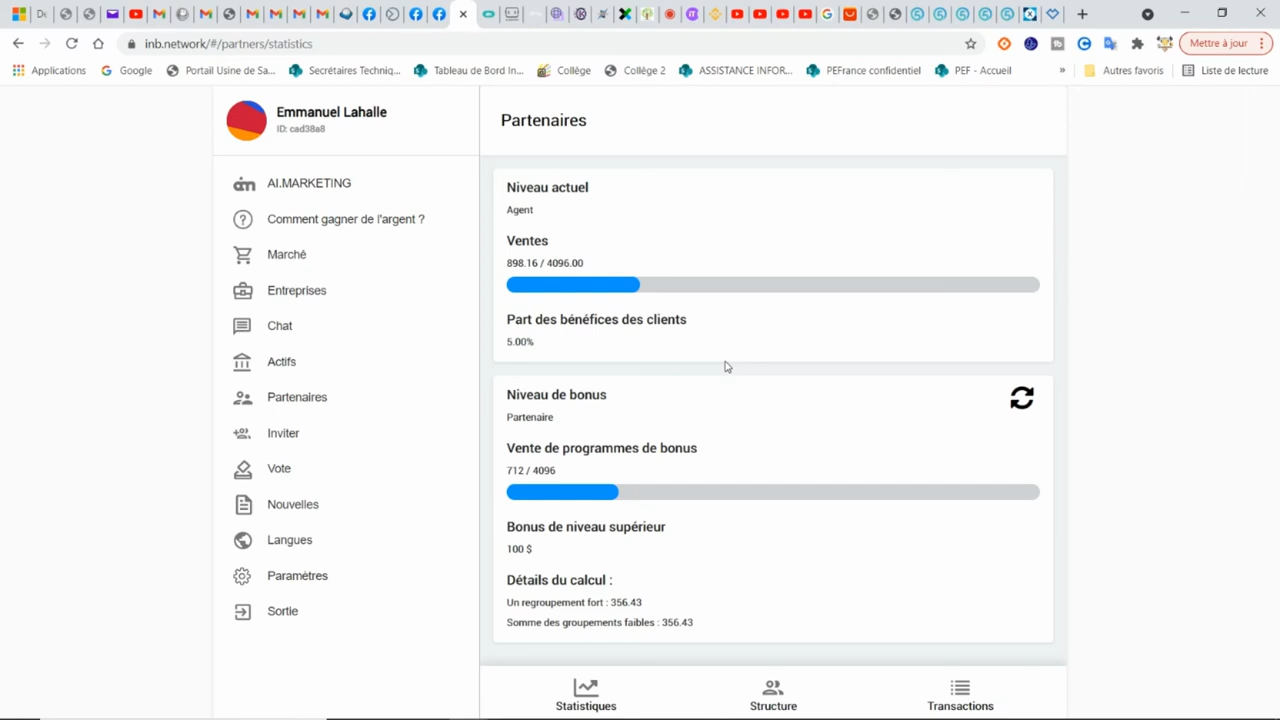 inb.network/#/partners/statistics
Mettre à jour
Applications
Google
Portail Usine de Sa...
Secrétaires Techniq...
Tableau de Bord In...
Collège
Collège 2
ASSISTANCE INFOR...
PEFrance confidentiel
PEF - Accueil
»
Autres favoris
Liste de lecture
Emmanuel Lahalle
ID: cad38a8
AI.MARKETING
Comment gagner de l'argent ?
Marché
Entreprises
Chat
Actifs
Partenaires
Inviter
Vote
Nouvelles
Langues
Paramètres
Sortie
Partenaires
Niveau actuel
Agent
Ventes
898.16 / 4096.00
Part des bénéfices des clients
5.00%
Niveau de bonus
Partenaire
Vente de programmes de bonus
712 / 4096
Bonus de niveau supérieur
100 $
Détails du calcul :
Un regroupement fort : 356.43
Somme des groupements faibles : 356.43
Statistiques
Structure
Transactions